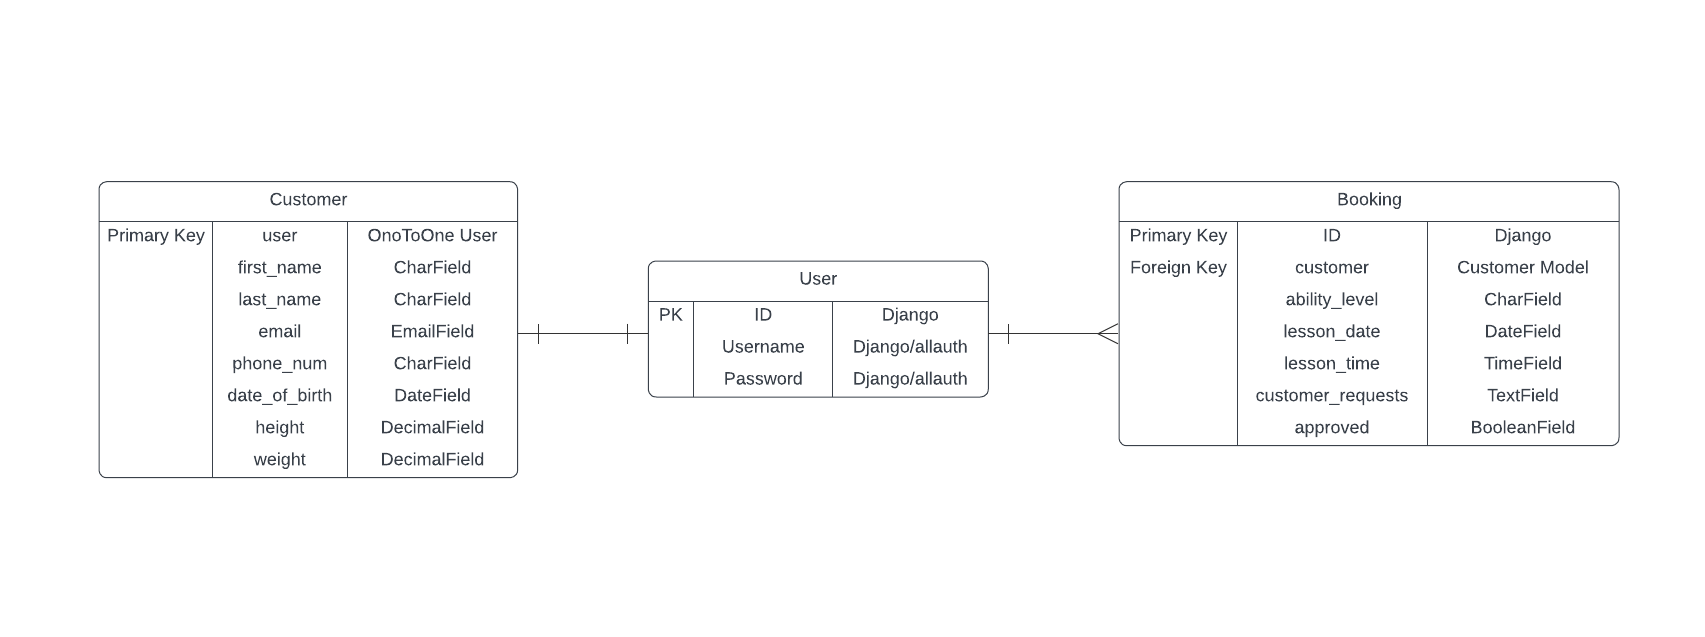 Customer
Primary Key user OnoToOne User
first_name CharField
last_name CharField
email EmailField
phone_num CharField
date_of_birth DateField
height DecimalField
weight DecimalField
User
PK ID Django
Username Django/allauth
Password Django/allauth
Booking
Primary Key ID Django
Foreign Key customer Customer Model
ability_level CharField
lesson_date DateField
lesson_time TimeField
customer_requests TextField
approved BooleanField